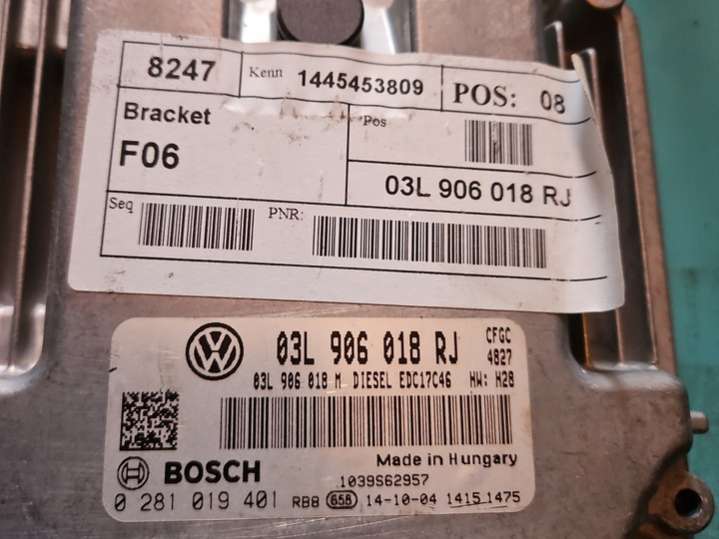 8247 Kenn 1445453809 POS: 08
Bracket Pos
F06
03L 906 018 RJ
Seq PNR:
03L 906 018 RJ CFGC
4827
03L 906 018 M DIESEL EDC17C46 HW: H28
BOSCH Made in Hungary
1039S62957
0 281 019 401 RBB 658 14-10-04 1415 1475